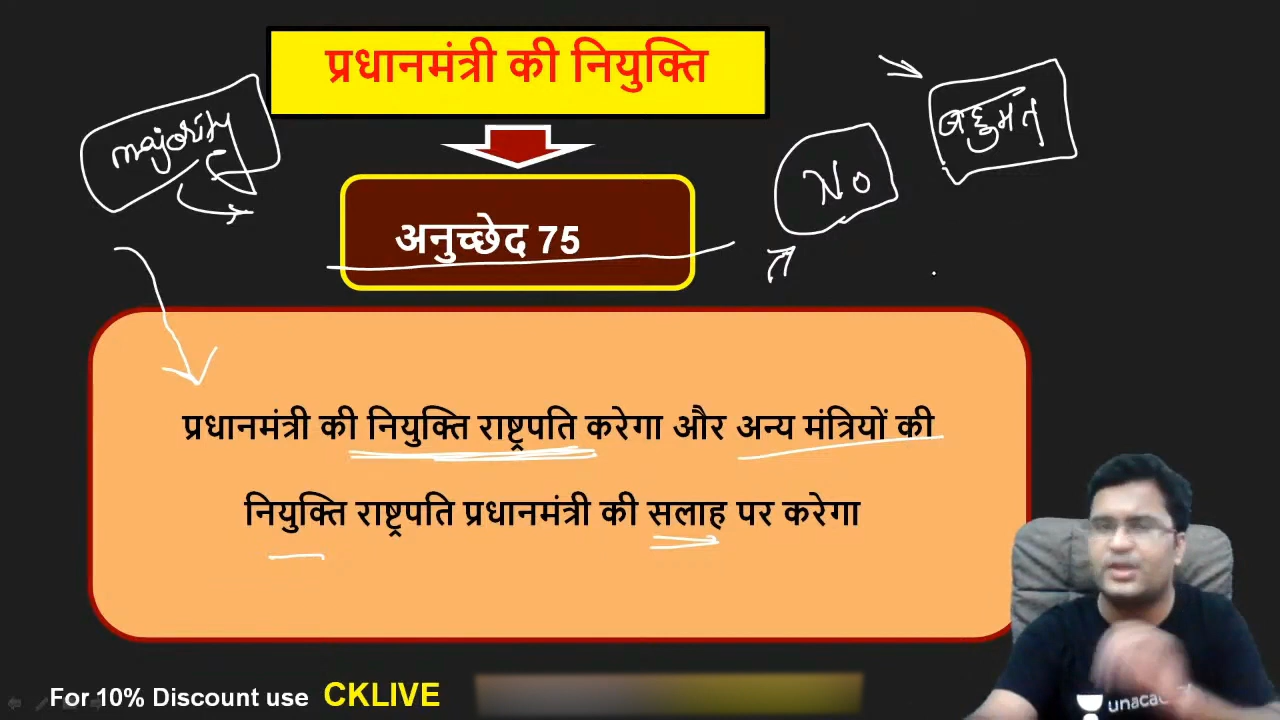 प्रधानमंत्री की नियुक्ति
majority
No
बहुमत
अनुच्छेद 75
प्रधानमंत्री की नियुक्ति राष्ट्रपति करेगा और अन्य मंत्रियों की
नियुक्ति राष्ट्रपति प्रधानमंत्री की सलाह पर करेगा
For 10% Discount use CKLIVE